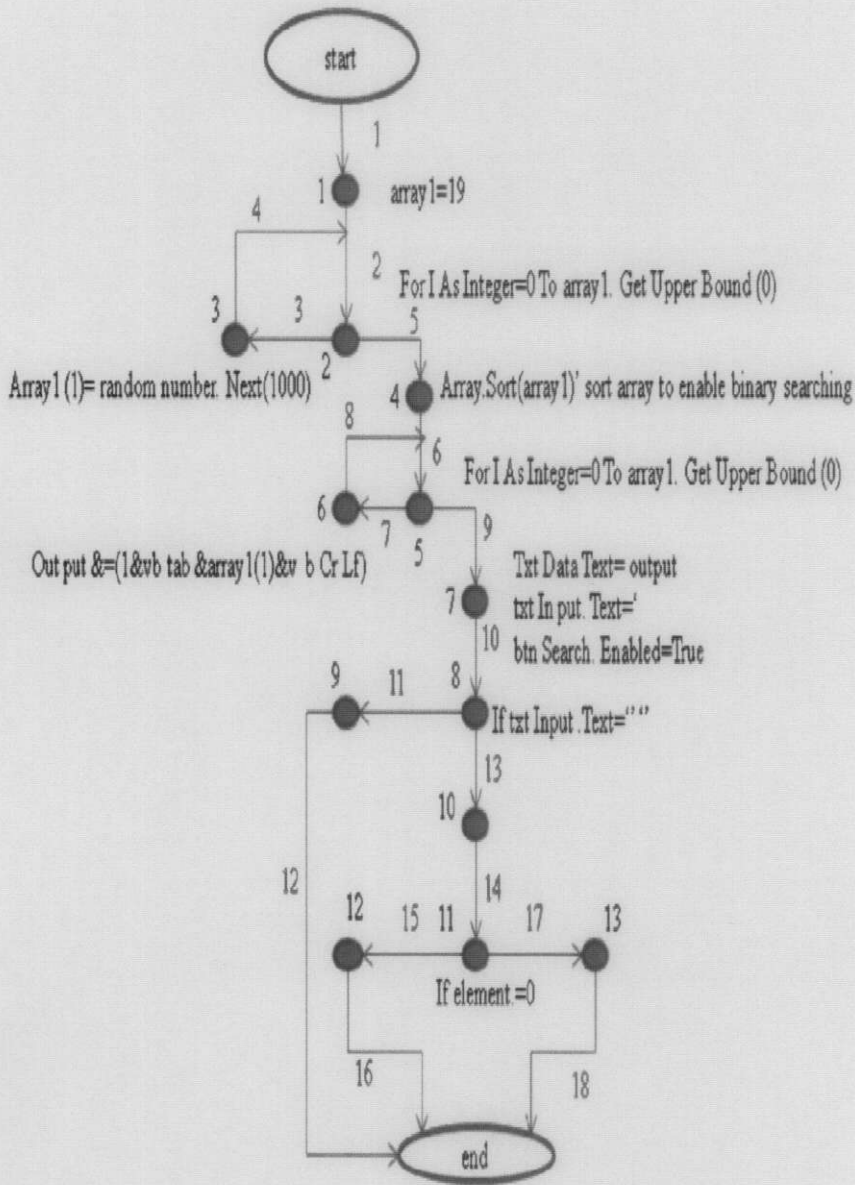 start
1
1 array1=19
4
2 For I As Integer=0 To array1. Get Upper Bound (0)
3 3 5
2
Array1 (1)= random number. Next(1000) 4 Array.Sort(array1)' sort array to enable binary searching
8
6 For I As Integer=0 To array1. Get Upper Bound (0)
6 7 5 9
Out put &=(1&vb tab &array1(1)&v b Cr Lf) Txt Data Text= output
7 txt In put. Text=‘
10 btn Search. Enabled=True
9 11 8
If txt Input .Text=‘‘ ‘‘
13
10
12 14
12 15 11 17 13
If element.=0
16 18
end